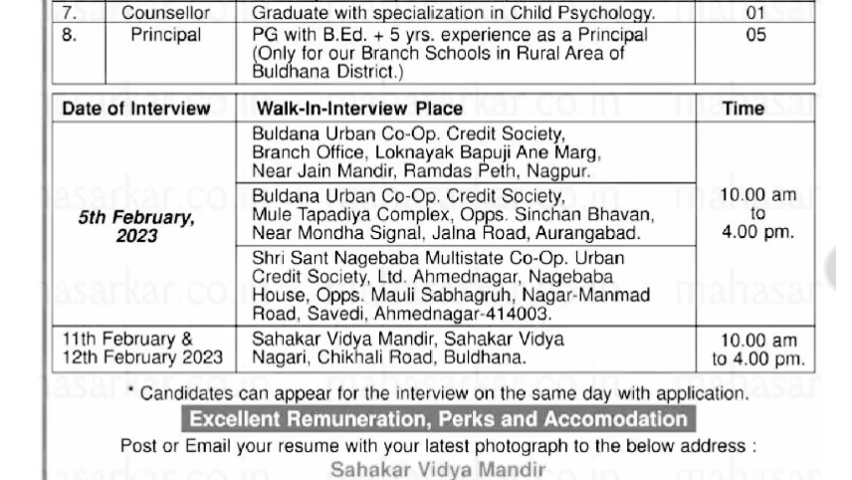 7. Counsellor Graduate with specialization in Child Psychology. 01
8. Principal PG with B.Ed. + 5 yrs. experience as a Principal 05
(Only for our Branch Schools in Rural Area of
Buldhana District.)
Date of Interview Walk-In-Interview Place Time
Buldana Urban Co-Op. Credit Society,
Branch Office, Loknayak Bapuji Ane Marg,
Near Jain Mandir, Ramdas Peth, Nagpur.
5th February,
2023
Buldana Urban Co-Op. Credit Society,
Mule Tapadiya Complex, Opps. Sinchan Bhavan,
Near Mondha Signal, Jalna Road, Aurangabad.
10.00 am
to
4.00 pm.
Shri Sant Nagebaba Multistate Co-Op. Urban
Credit Society, Ltd. Ahmednagar, Nagebaba
House, Opps. Mauli Sabhagruh, Nagar-Manmad
Road, Savedi, Ahmednagar-414003.
11th February &
12th February 2023
Sahakar Vidya Mandir, Sahakar Vidya
Nagari, Chikhali Road, Buldhana.
10.00 am
to 4.00 pm.
* Candidates can appear for the interview on the same day with application.
Excellent Remuneration, Perks and Accomodation
Post or Email your resume with your latest photograph to the below address :
Sahakar Vidya Mandir